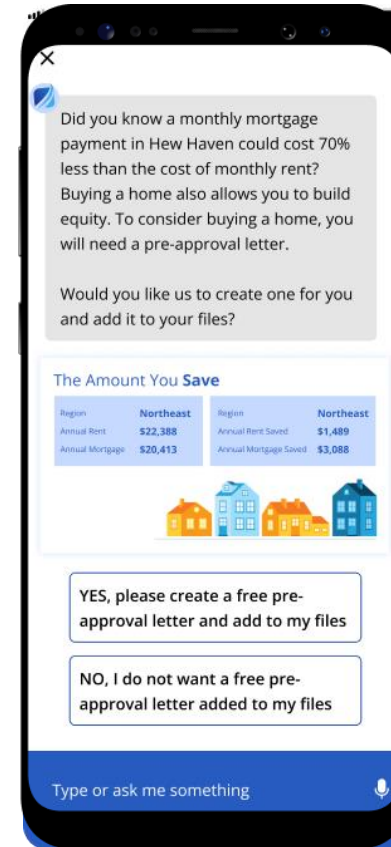 Did you know a monthly mortgage
payment in Hew Haven could cost 70%
less than the cost of monthly rent?
Buying a home also allows you to build
equity. To consider buying a home, you
will need a pre-approval letter.
Would you like us to create one for you
and add it to your files?
The Amount You Save
Region Northeast
Annual Rent $22,388
Annual Mortgage $20,413
Region Northeast
Annual Rent Saved $1,489
Annual Mortgage Saved $3,088
YES, please create a free pre-
approval letter and add to my files
NO, I do not want a free pre-
approval letter added to my files
Type or ask me something